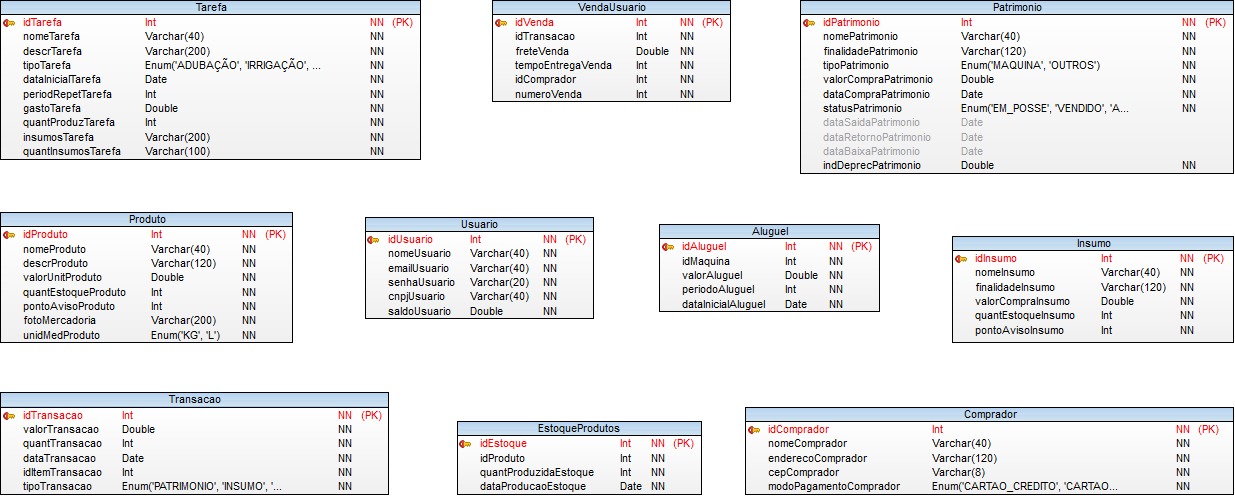 Tarefa
idTarefa Int NN (PK)
nomeTarefa Varchar(40) NN
descrTarefa Varchar(200) NN
tipoTarefa Enum('ADUBAÇÃO', 'IRRIGAÇÃO', ... NN
dataInicialTarefa Date NN
periodRepetTarefa Int NN
gastoTarefa Double NN
quantProduzTarefa Int NN
insumosTarefa Varchar(200) NN
quantInsumosTarefa Varchar(100) NN
VendaUsuario
idVenda Int NN (PK)
idTransacao Int NN
freteVenda Double NN
tempoEntregaVenda Int NN
idComprador Int NN
numeroVenda Int NN
Patrimonio
idPatrimonio Int NN (PK)
nomePatrimonio Varchar(40) NN
finalidadePatrimonio Varchar(120) NN
tipoPatrimonio Enum('MAQUINA', 'OUTROS') NN
valorCompraPatrimonio Double NN
dataCompraPatrimonio Date NN
statusPatrimonio Enum('EM_POSSE', 'VENDIDO', 'A... NN
dataSaidaPatrimonio Date
dataRetornoPatrimonio Date
dataBaixaPatrimonio Date
indDeprecPatrimonio Double NN
Produto
idProduto Int NN (PK)
nomeProduto Varchar(40) NN
descrProduto Varchar(120) NN
valorUnitProduto Double NN
quantEstoqueProduto Int NN
pontoAvisoProduto Int NN
fotoMercadoria Varchar(200) NN
unidMedProduto Enum('KG', 'L') NN
Usuario
idUsuario Int NN (PK)
nomeUsuario Varchar(40) NN
emailUsuario Varchar(40) NN
senhaUsuario Varchar(20) NN
cnpjUsuario Varchar(40) NN
saldoUsuario Double NN
Aluguel
idAluguel Int NN (PK)
idMaquina Int NN
valorAluguel Double NN
periodoAluguel Int NN
dataInicialAluguel Date NN
Insumo
idInsumo Int NN (PK)
nomeInsumo Varchar(40) NN
finalidadeInsumo Varchar(120) NN
valorCompraInsumo Double NN
quantEstoqueInsumo Int NN
pontoAvisoInsumo Int NN
Transacao
idTransacao Int NN (PK)
valorTransacao Double NN
quantTransacao Int NN
dataTransacao Date NN
idItemTransacao Int NN
tipoTransacao Enum('PATRIMONIO', 'INSUMO', '... NN
EstoqueProdutos
idEstoque Int NN (PK)
idProduto Int NN
quantProduzidaEstoque Int NN
dataProducaoEstoque Date NN
Comprador
idComprador Int NN (PK)
nomeComprador Varchar(40) NN
enderecoComprador Varchar(120) NN
cepComprador Varchar(8) NN
modoPagamentoComprador Enum('CARTAO_CREDITO', 'CARTAO... NN